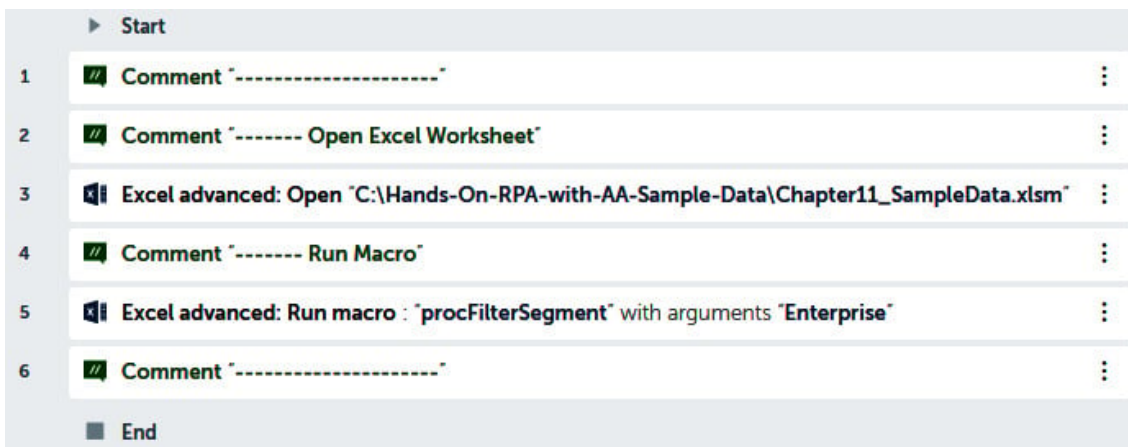 Start
1 Comment "---------------------"
2 Comment "------- Open Excel Worksheet"
3 Excel advanced: Open "C:\Hands-On-RPA-with-AA-Sample-Data\Chapter11_SampleData.xlsm"
4 Comment "------- Run Macro"
5 Excel advanced: Run macro : "procFilterSegment" with arguments "Enterprise"
6 Comment "---------------------"
End